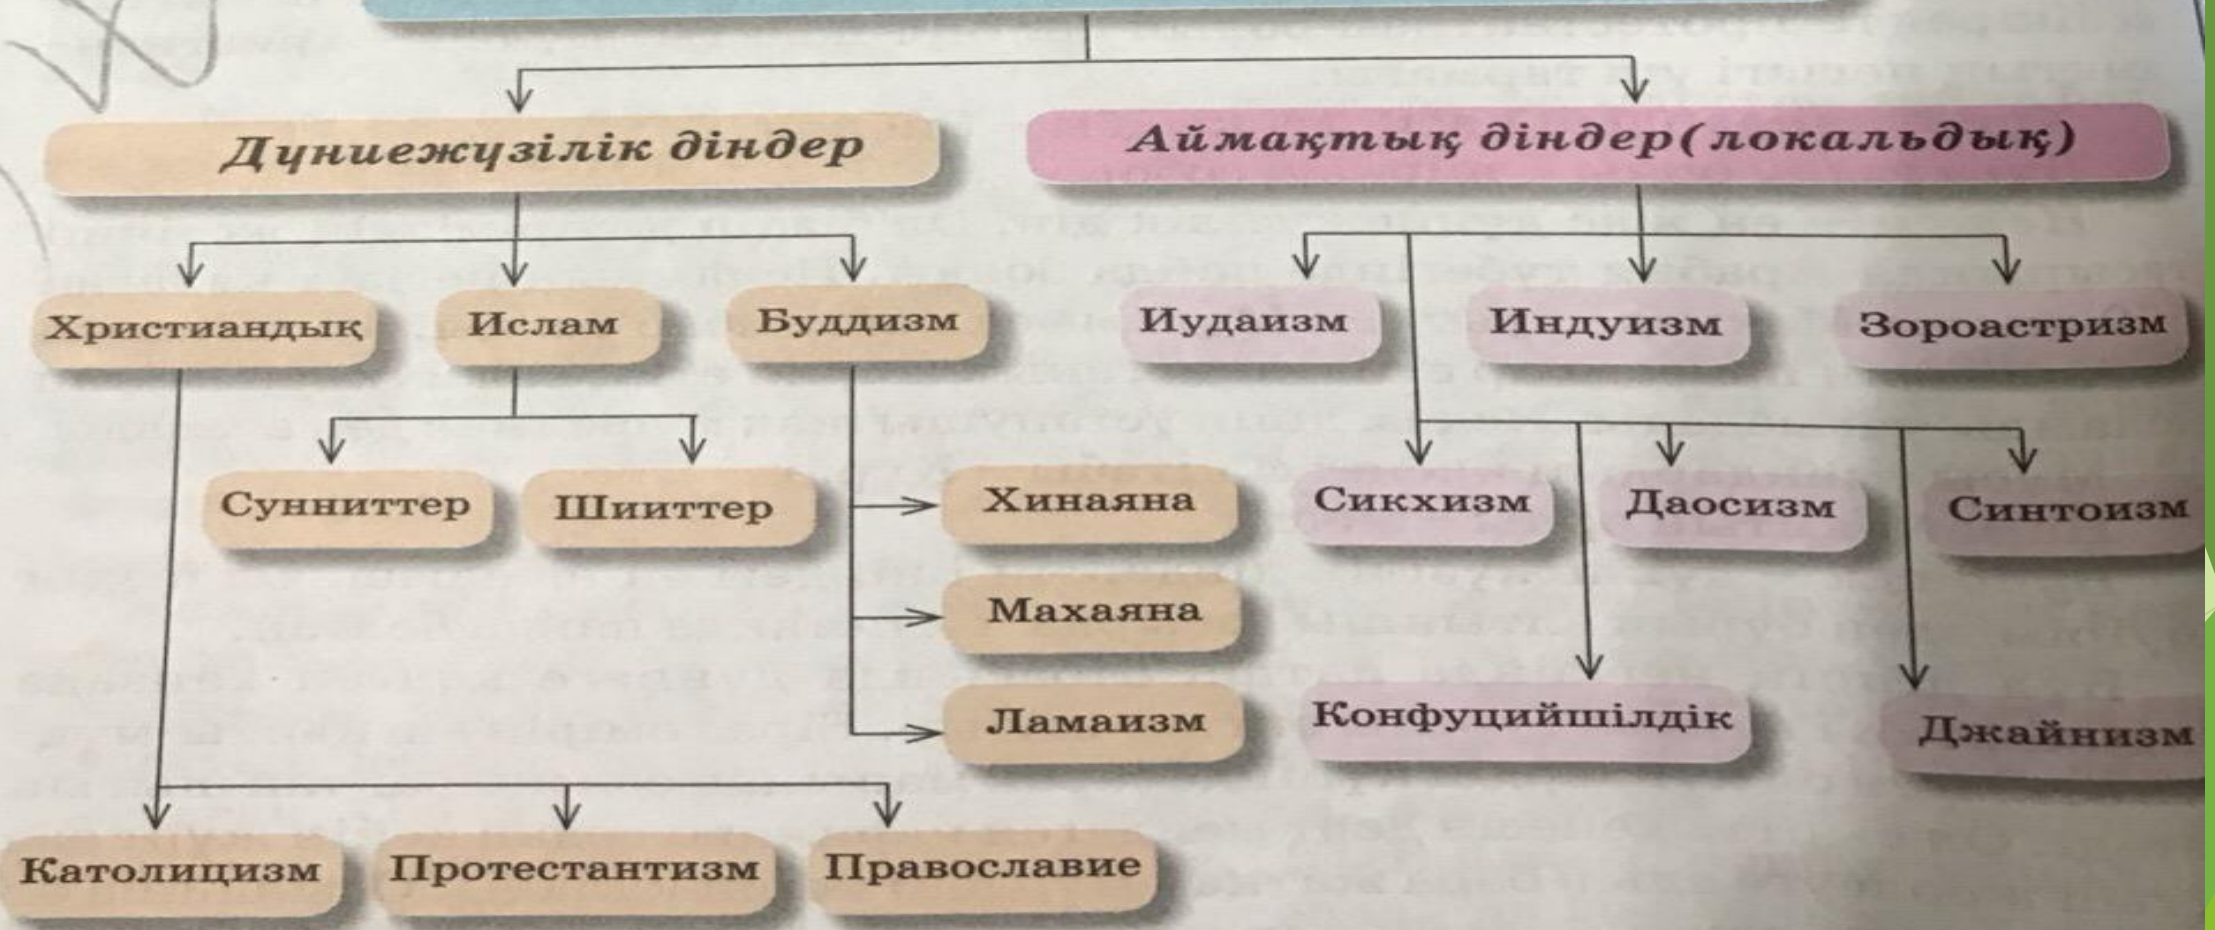 Дүниежүзілік діндер
Аймақтық діндер(локальдық)
Христиандық
Ислам
Буддизм
Иудаизм
Индуизм
Зороастризм
Сунниттер
Шииттер
Хинаяна
Махаяна
Ламаизм
Сикхизм
Даосизм
Синтоизм
Конфуцийшілдік
Джайнизм
Католицизм
Протестантизм
Православие